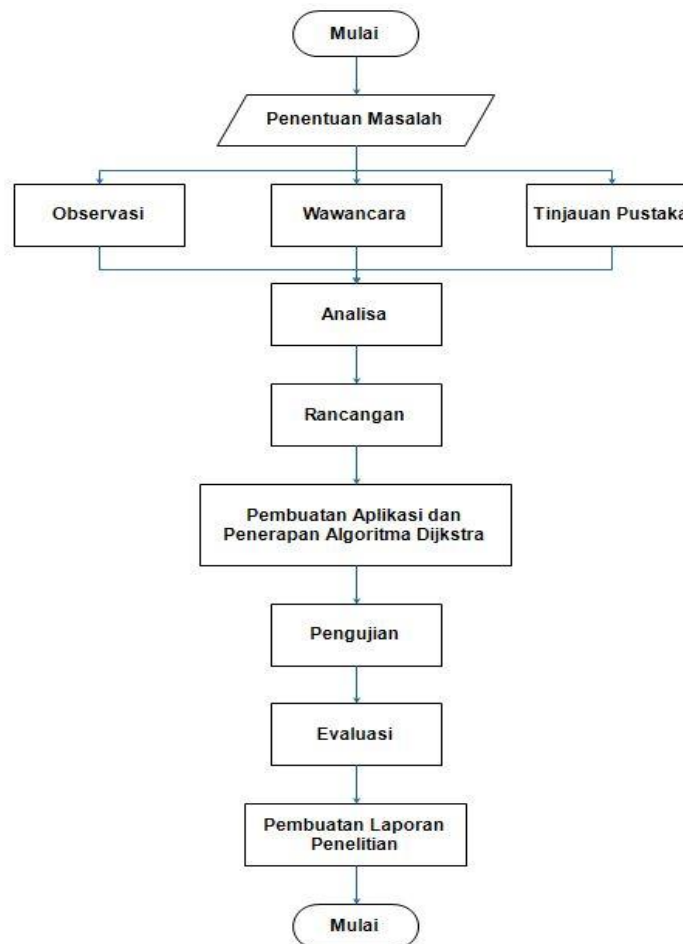 Mulai
Penentuan Masalah
Observasi
Wawancara
Tinjauan Pustaka
Analisa
Rancangan
Pembuatan Aplikasi dan
Penerapan Algoritma Dijkstra
Pengujian
Evaluasi
Pembuatan Laporan
Penelitian
Mulai